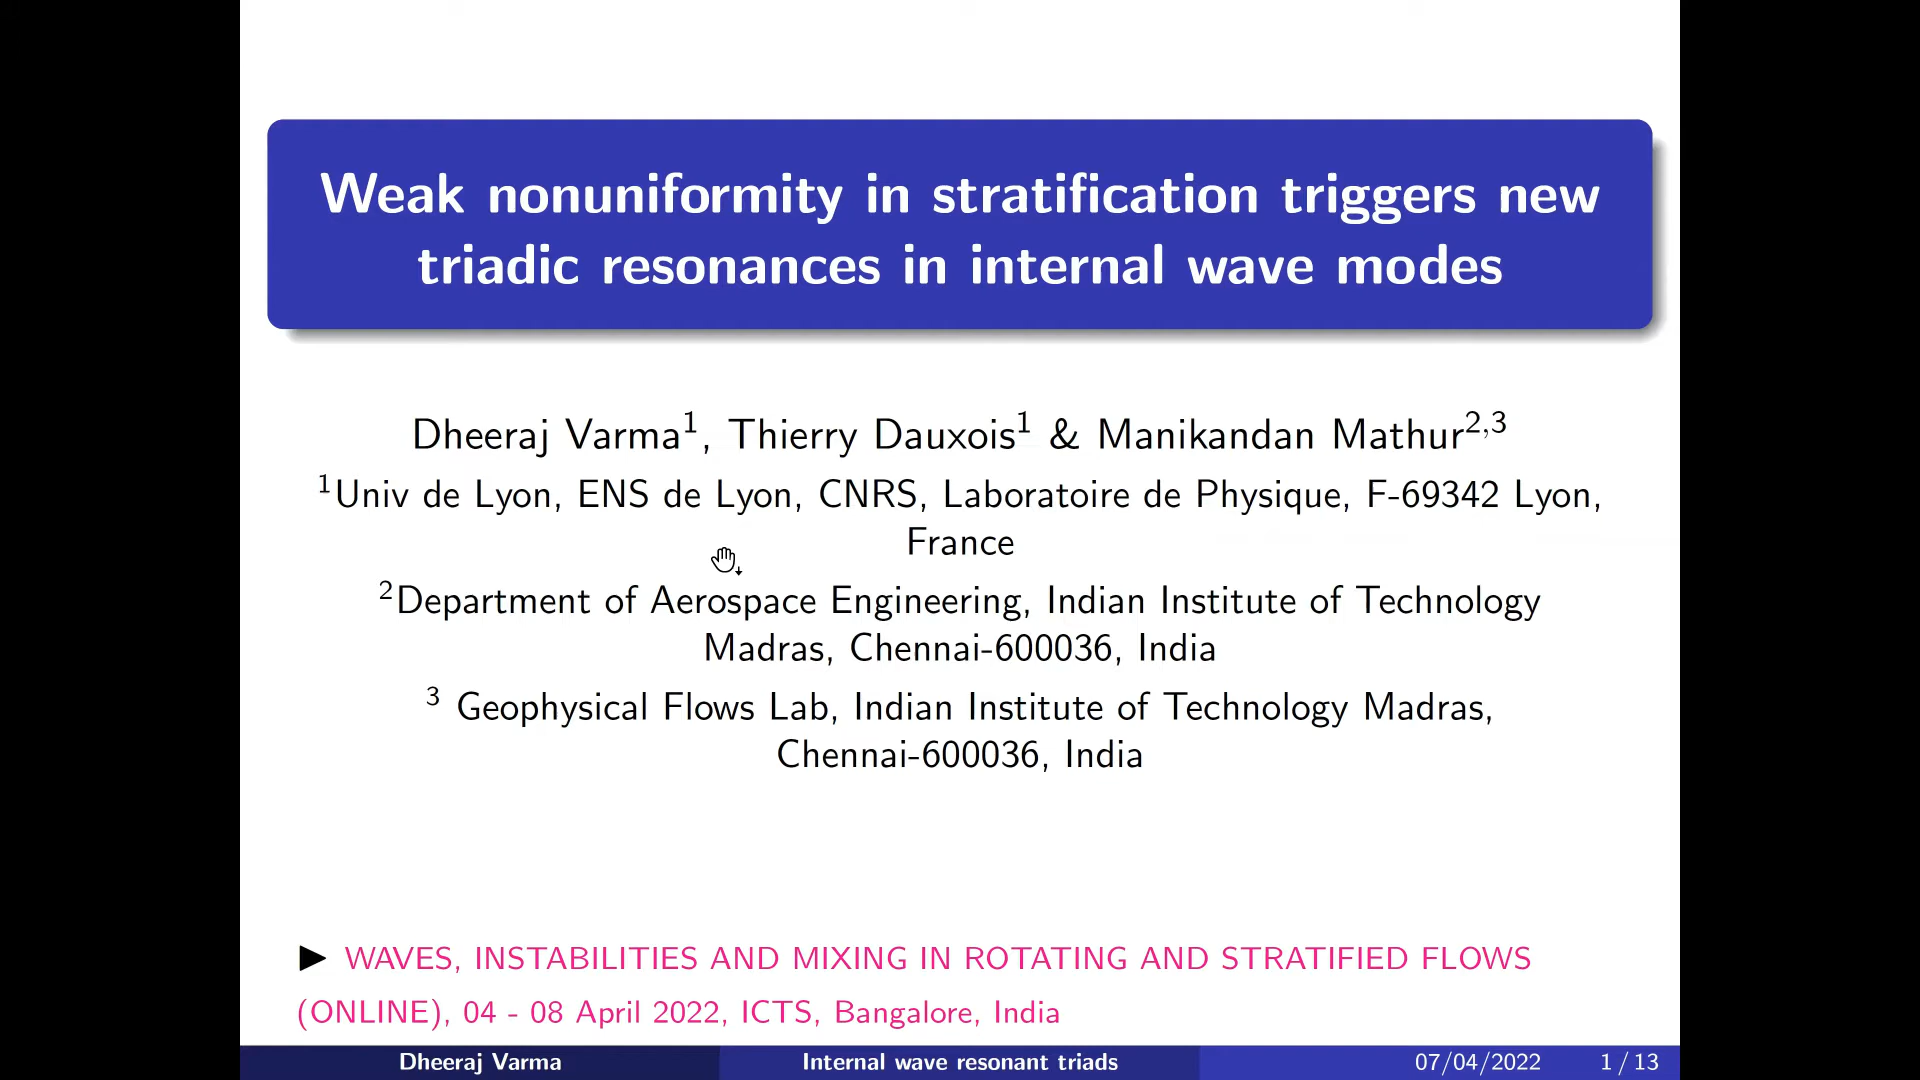 Weak nonuniformity in stratification triggers new
triadic resonances in internal wave modes
Dheeraj Varma¹, Thierry Dauxois¹ & Manikandan Mathur²,³
¹Univ de Lyon, ENS de Lyon, CNRS, Laboratoire de Physique, F-69342 Lyon,
France
²Department of Aerospace Engineering, Indian Institute of Technology
Madras, Chennai-600036, India
³ Geophysical Flows Lab, Indian Institute of Technology Madras,
Chennai-600036, India
▶ WAVES, INSTABILITIES AND MIXING IN ROTATING AND STRATIFIED FLOWS
(ONLINE), 04 - 08 April 2022, ICTS, Bangalore, India
Dheeraj Varma Internal wave resonant triads 07/04/2022 1 / 13